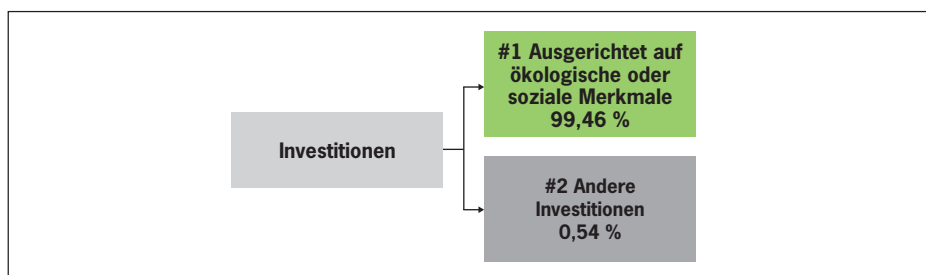 #1 Ausgerichtet auf
ökologische oder
soziale Merkmale
99,46 %
Investitionen
#2 Andere
Investitionen
0,54 %